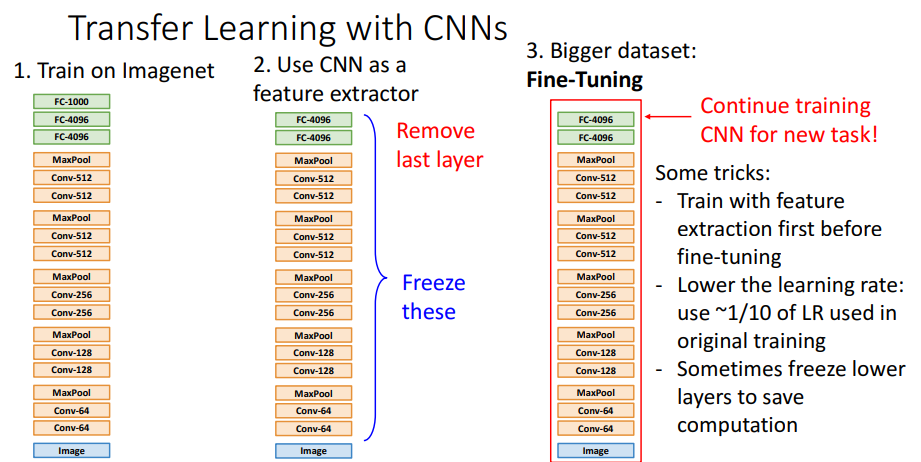 Transfer Learning with CNNs
1. Train on Imagenet
FC-1000
FC-4096
FC-4096
MaxPool
Conv-512
Conv-512
MaxPool
Conv-512
Conv-512
MaxPool
Conv-256
Conv-256
MaxPool
Conv-128
Conv-128
MaxPool
Conv-64
Conv-64
Image
2. Use CNN as a
feature extractor
FC-4096
FC-4096
MaxPool
Conv-512
Conv-512
MaxPool
Conv-512
Conv-512
MaxPool
Conv-256
Conv-256
MaxPool
Conv-128
Conv-128
MaxPool
Conv-64
Conv-64
Image
Remove
last layer
Freeze
these
3. Bigger dataset:
Fine-Tuning
FC-4096
FC-4096
MaxPool
Conv-512
Conv-512
MaxPool
Conv-512
Conv-512
MaxPool
Conv-256
Conv-256
MaxPool
Conv-128
Conv-128
MaxPool
Conv-64
Conv-64
Image
Continue training
CNN for new task!
Some tricks:
- Train with feature
extraction first before
fine-tuning
- Lower the learning rate:
use ~1/10 of LR used in
original training
- Sometimes freeze lower
layers to save
computation